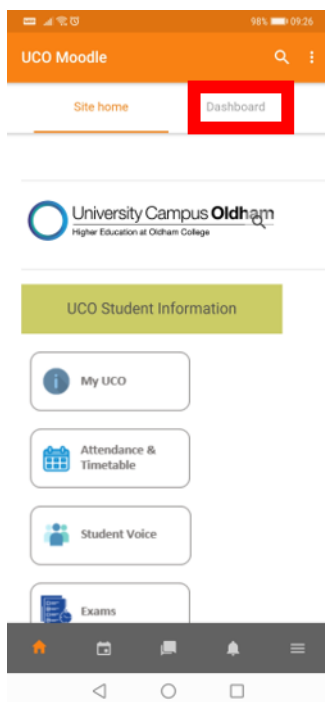 98% 09:26
UCO Moodle
Site home Dashboard
University Campus Oldham
Higher Education at Oldham College
UCO Student Information
i My UCO
Attendance &
Timetable
Student Voice
Exams